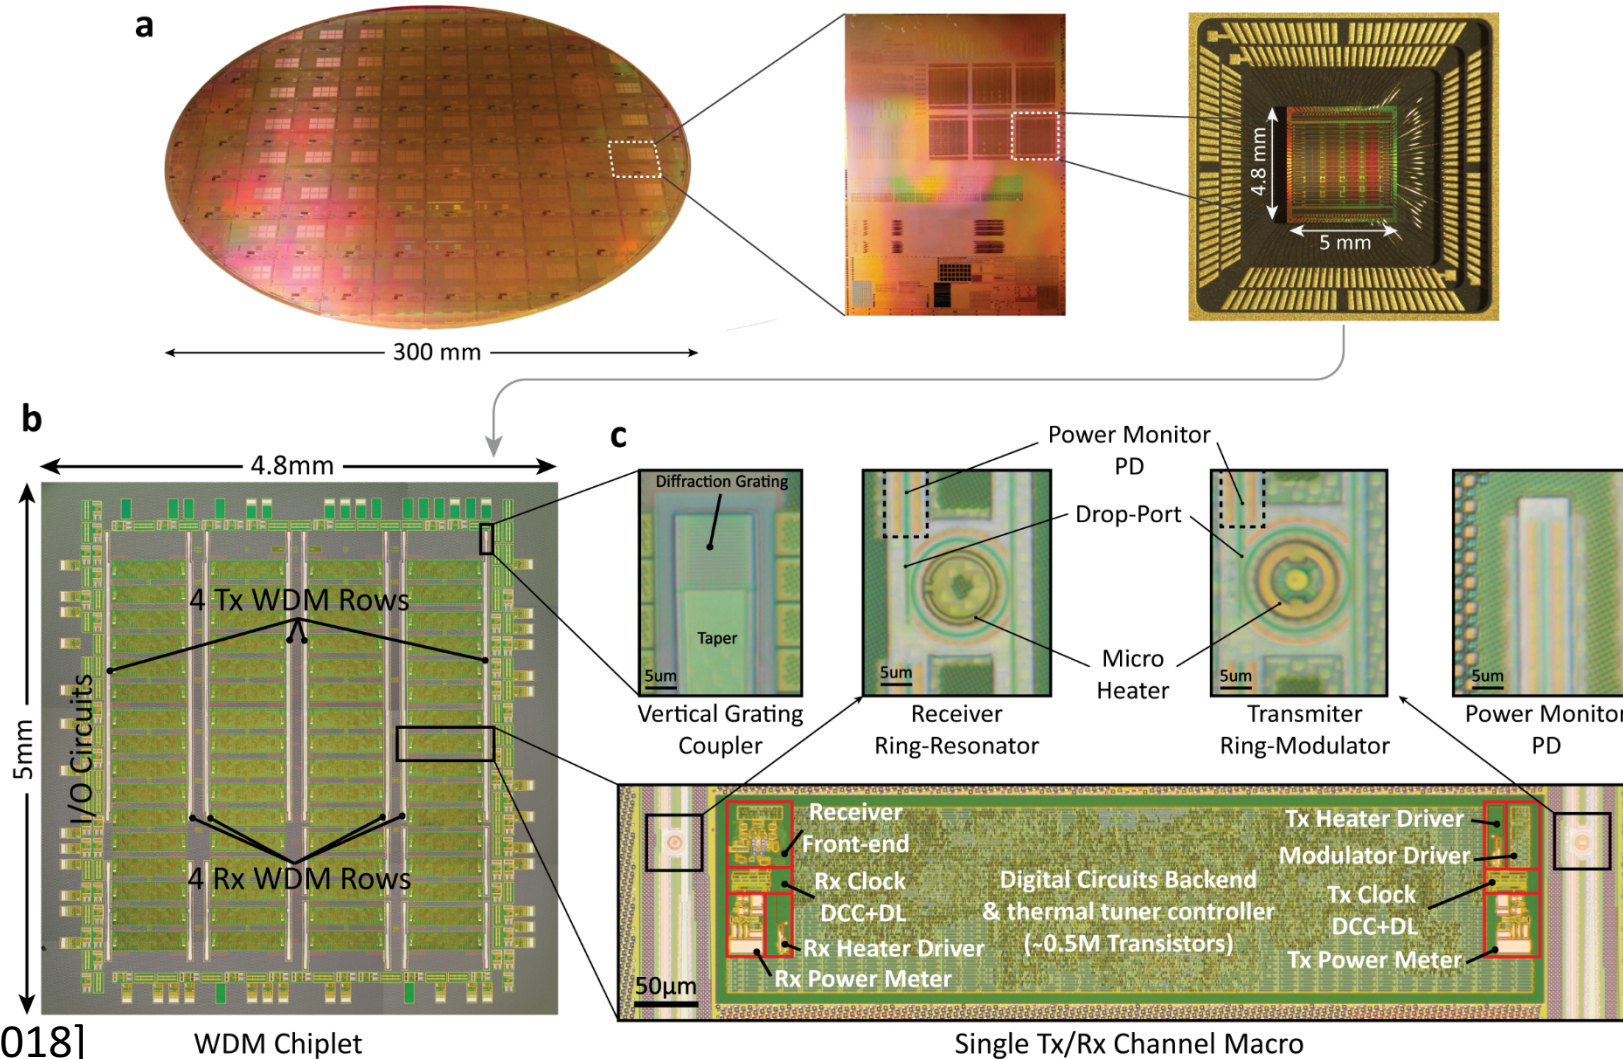 a
300 mm
4.8 mm
5 mm
b
4.8mm
5mm
I/O Circuits
4 Tx WDM Rows
4 Rx WDM Rows
WDM Chiplet
018]
c
Power Monitor
PD
Drop-Port
Micro
Heater
Diffraction Grating
Taper
5um
Vertical Grating
Coupler
5um
Receiver
Ring-Resonator
5um
Transmiter
Ring-Modulator
5um
Power Monitor
PD
Receiver
Front-end
Rx Clock
DCC+DL
Rx Heater Driver
Rx Power Meter
50μm
Digital Circuits Backend
& thermal tuner controller
(~0.5M Transistors)
Tx Heater Driver
Modulator Driver
Tx Clock
DCC+DL
Tx Power Meter
Single Tx/Rx Channel Macro